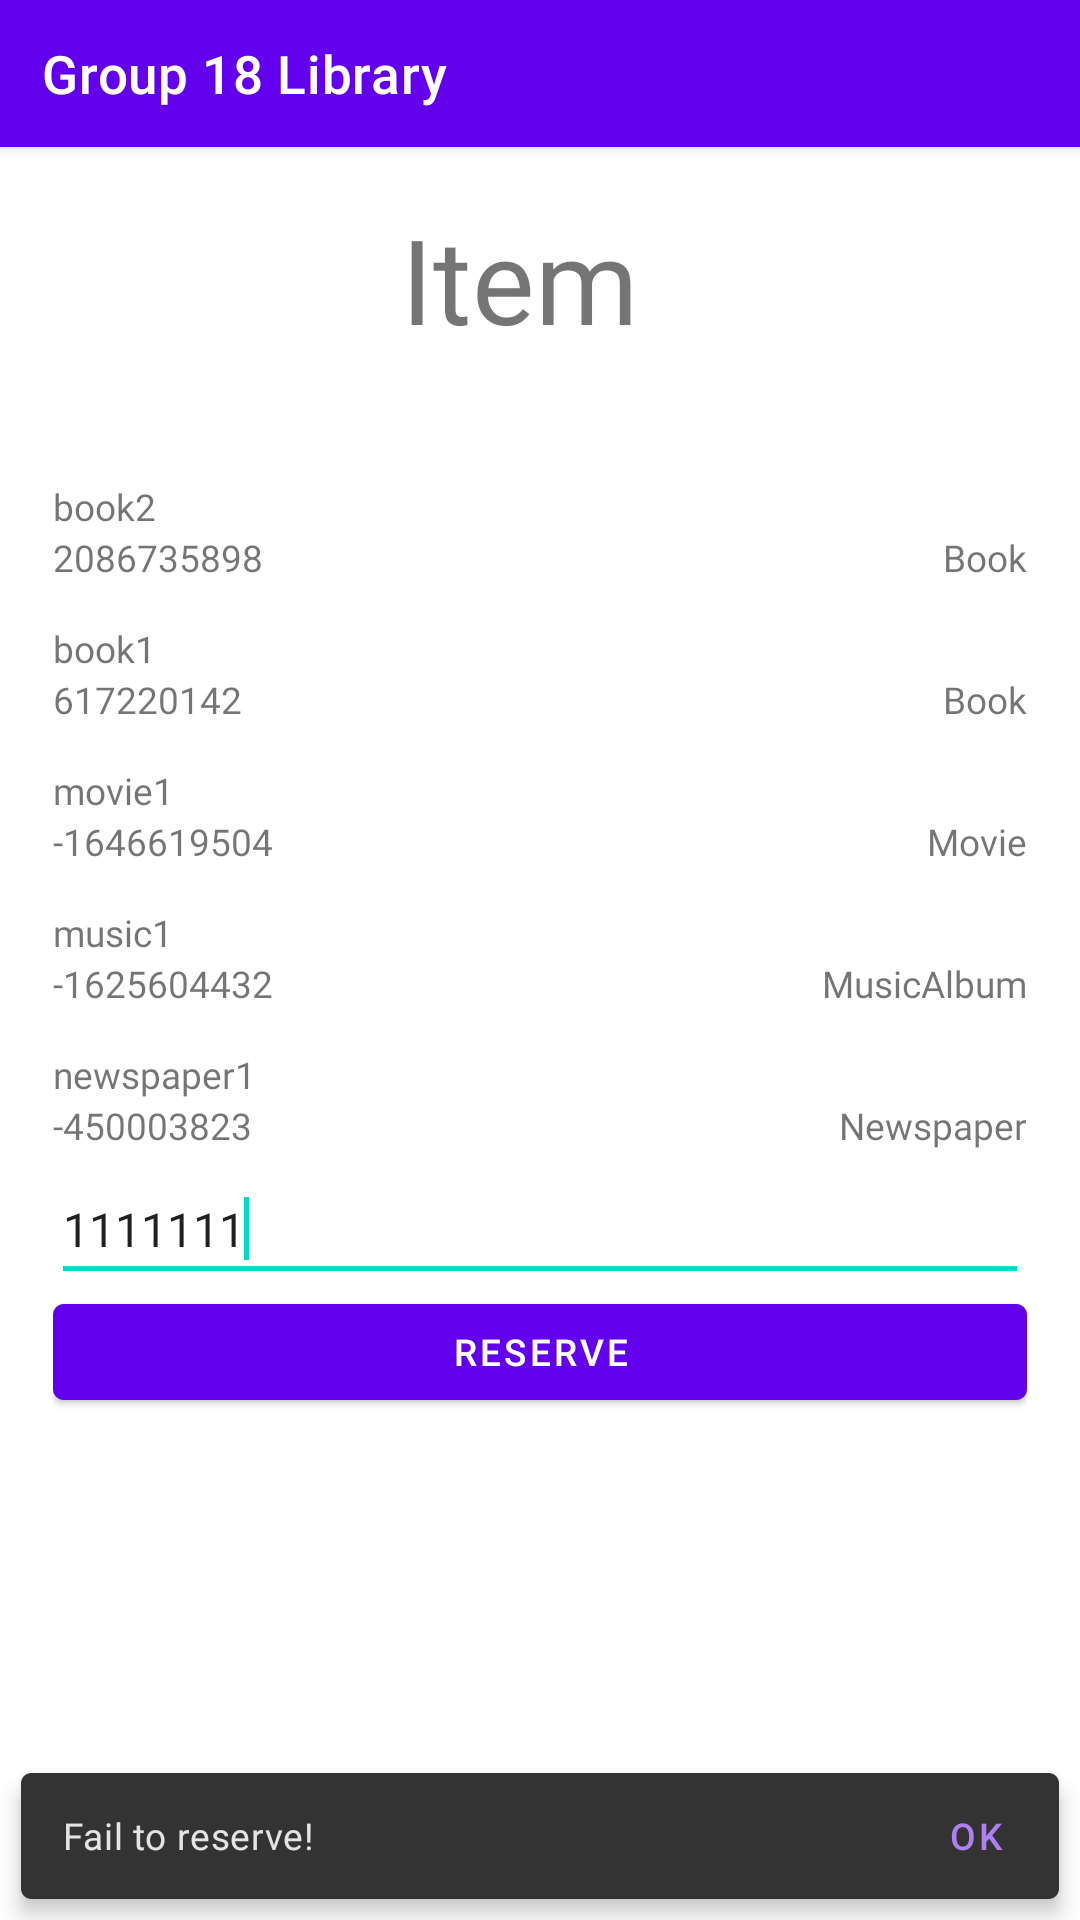 Group 18 Library
Item
book2
2086735898 Book
book1
617220142 Book
movie1
-1646619504 Movie
music1
-1625604432 MusicAlbum
newspaper1
-450003823 Newspaper
1111111
RESERVE
Fail to reserve! OK